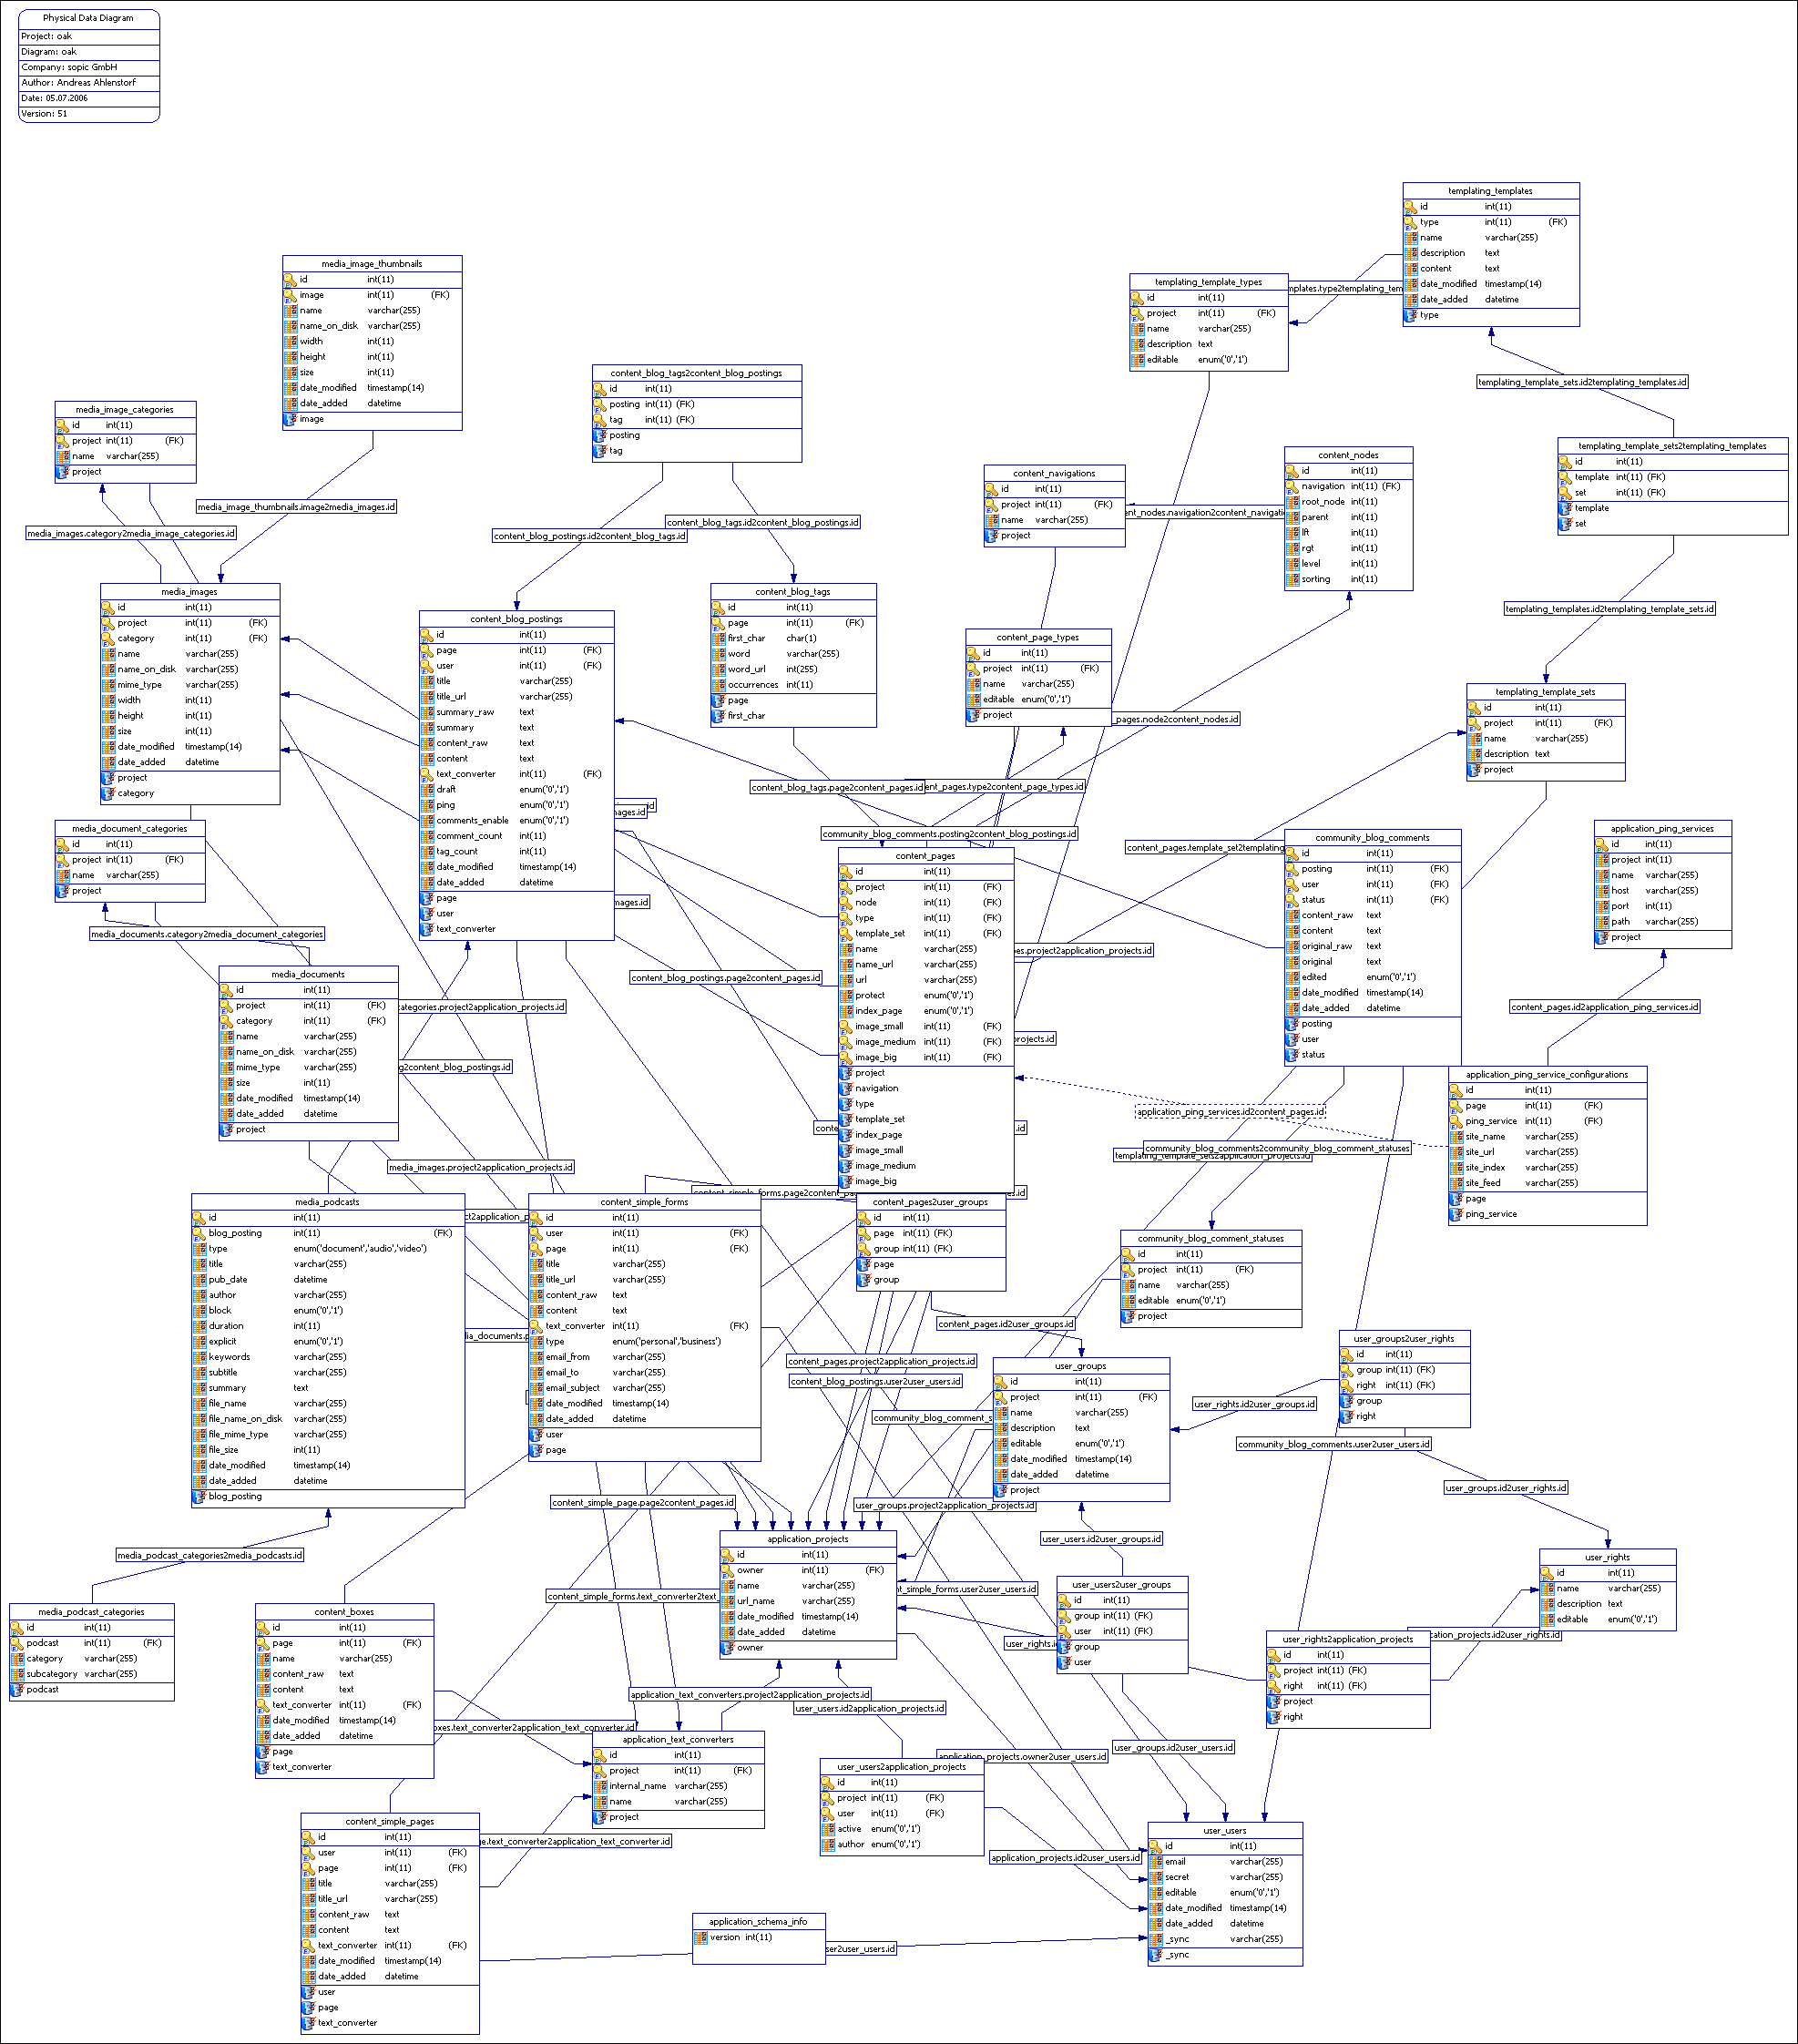 Physical Data Diagram
Project: oak
Diagram: oak
Company: sopic GmbH
Author: Andreas Ahlenstorf
Date: 05.07.2006
Version: 51
templating_templates
id int(11)
type int(11) (FK)
name varchar(255)
description text
content text
date_modified timestamp(14)
date_added datetime
type
media_image_thumbnails
id int(11)
image int(11) (FK)
name varchar(255)
name_on_disk varchar(255)
width int(11)
height int(11)
size int(11)
date_modified timestamp(14)
date_added datetime
image
templating_template_types
id int(11)
project int(11) (FK)
name varchar(255)
description text
editable enum('0','1')
mplates.type2templating_tem
templating_template_sets.id2templating_templates.id
content_blog_tags2content_blog_postings
id int(11)
posting int(11) (FK)
tag int(11) (FK)
posting
tag
media_image_categories
id int(11)
project int(11) (FK)
name varchar(255)
project
templating_template_sets2templating_templates
id int(11)
template int(11) (FK)
set int(11) (FK)
template
set
content_nodes
id int(11)
navigation int(11) (FK)
root_node int(11)
parent int(11)
lft int(11)
rgt int(11)
level int(11)
sorting int(11)
content_navigations
id int(11)
project int(11) (FK)
name varchar(255)
project
ent_nodes.navigation2content_navigati
media_image_thumbnails.image2media_images.id
media_images.category2media_image_categories.id
content_blog_tags.id2content_blog_postings.id
content_blog_postings.id2content_blog_tags.id
media_images
id int(11)
project int(11) (FK)
category int(11) (FK)
name varchar(255)
name_on_disk varchar(255)
mime_type varchar(255)
width int(11)
height int(11)
size int(11)
date_modified timestamp(14)
date_added datetime
project
category
content_blog_postings
id int(11)
page int(11) (FK)
user int(11) (FK)
title varchar(255)
title_url varchar(255)
summary_raw text
summary text
content_raw text
content text
text_converter int(11) (FK)
draft enum('0','1')
ping enum('0','1')
comments_enable enum('0','1')
comment_count int(11)
tag_count int(11)
date_modified timestamp(14)
date_added datetime
page
user
text_converter
content_blog_tags
id int(11)
page int(11) (FK)
first_char char(1)
word varchar(255)
word_url int(255)
occurrences int(11)
page
first_char
content_page_types
id int(11)
project int(11) (FK)
name varchar(255)
editable enum('0','1')
project
templating_templates.id2templating_template_sets.id
_pages.node2content_nodes.id
templating_template_sets
id int(11)
project int(11) (FK)
name varchar(255)
description text
project
content_blog_tags.page2content_pages.id
ent_pages.type2content_page_types.id
community_blog_comments.posting2content_blog_postings.id
content_pages.template_set2templating
.id
mages.id
mages.id
media_document_categories
id int(11)
project int(11) (FK)
name varchar(255)
project
content_pages
id int(11)
project int(11) (FK)
node int(11) (FK)
type int(11) (FK)
template_set int(11) (FK)
name varchar(255)
name_url varchar(255)
url varchar(255)
protect enum('0','1')
index_page enum('0','1')
image_small int(11) (FK)
image_medium int(11) (FK)
image_big int(11) (FK)
project
navigation
type
template_set
index_page
image_small
image_medium
image_big
community_blog_comments
id int(11)
posting int(11) (FK)
user int(11) (FK)
status int(11) (FK)
content_raw text
content text
original_raw text
original text
edited enum('0','1')
date_modified timestamp(14)
date_added datetime
posting
user
status
application_ping_services
id int(11)
project int(11)
name varchar(255)
host varchar(255)
port int(11)
path varchar(255)
project
media_documents.category2media_document_categories
es.project2application_projects.id
content_blog_postings.page2content_pages.id
media_documents
id int(11)
project int(11) (FK)
category int(11) (FK)
name varchar(255)
name_on_disk varchar(255)
mime_type varchar(255)
size int(11)
date_modified timestamp(14)
date_added datetime
project
categories.project2application_projects.id
content_pages.id2application_ping_services.id
projects.id
g2content_blog_postings.id
application_ping_service_configurations
id int(11)
page int(11) (FK)
ping_service int(11) (FK)
site_name varchar(255)
site_url varchar(255)
site_index varchar(255)
site_feed varchar(255)
page
ping_service
application_ping_services.id2content_pages.id
conte
.id
community_blog_comments2community_blog_comment_statuses
templating_template_sets2application_projects.id
media_images.project2application_projects.id
content_simple_forms.page2content_pa
es.id
media_podcasts
id int(11)
blog_posting int(11) (FK)
type enum('document','audio','video')
title varchar(255)
pub_date datetime
author varchar(255)
block enum('0','1')
duration int(11)
explicit enum('0','1')
keywords varchar(255)
subtitle varchar(255)
summary text
file_name varchar(255)
file_name_on_disk varchar(255)
file_mime_type varchar(255)
file_size int(11)
date_modified timestamp(14)
date_added datetime
blog_posting
ct2application_p
dia_documents.p
content_simple_forms
id int(11)
user (FK)
page int(11) (FK)
title varchar(255)
title_url varchar(255)
content_raw text
content text
text_converter int(11) (FK)
type enum('personal','business')
email_from varchar(255)
email_to varchar(255)
email_subject varchar(255)
date_modified timestamp(14)
date_added datetime
user
page
content_pages2user_groups
id int(11)
page int(11) (FK)
group int(11) (FK)
page
group
community_blog_comment_statuses
id int(11)
project int(11) (FK)
name varchar(255)
editable enum('0','1')
project
content_pages.id2user_groups.id
content_pages.project2application_projects.id
content_blog_postings.user2user_users.id
community_blog_comment_s
user_groups
id int(11)
project int(11) (FK)
name varchar(255)
description text
editable enum('0','1')
date_modified timestamp(14)
date_added datetime
project
user_groups2user_rights
id int(11)
group int(11) (FK)
right int(11) (FK)
group
right
user_rights.id2user_groups.id
community_blog_comments.user2user_users.id
user_groups.id2user_rights.id
content_simple_page.page2content_pages.id
user_groups.project2application_projects.id
user_users.id2user_groups.id
media_podcast_categories2media_podcasts.id
application_projects
id int(11)
owner int(11) (FK)
name varchar(255)
url_name varchar(255)
date_modified timestamp(14)
date_added datetime
owner
user_rights
id int(11)
name varchar(255)
description text
editable enum('0','1')
content_simple_forms.text_converter2text
nt_simple_forms.user2user_users.id
user_users2user_groups
id int(11)
group int(11) (FK)
user int(11) (FK)
group
user
media_podcast_categories
id int(11)
podcast int(11) (FK)
category varchar(255)
subcategory varchar(255)
podcast
content_boxes
id int(11)
page int(11) (FK)
name varchar(255)
content_raw text
content text
text_converter int(11) (FK)
date_modified timestamp(14)
date_added datetime
page
text_converter
user_rights.i
user_rights2application_projects
id int(11)
project int(11) (FK)
right int(11) (FK)
project
right
ication_projects.id2user_rights.id
application_text_converters.project2application_projects.id
user_users.id2application_projects.id
oxes.text_converter2application_text_converter.id
application_text_converters
id int(11)
project int(11) (FK)
internal_name varchar(255)
name varchar(255)
project
application_projects.owner2user_users.id
user_groups.id2user_users.id
user_users2application_projects
id int(11)
project int(11) (FK)
user int(11) (FK)
active enum('0','1')
author enum('0','1')
application_projects.id2user_users.id
content_simple_pages
id int(11)
user int(11) (FK)
page int(11) (FK)
title varchar(255)
title_url varchar(255)
content_raw text
content text
text_converter int(11) (FK)
date_modified timestamp(14)
date_added datetime
user
page
text_converter
ge.text_converter2application_text_converter.id
user_users
id int(11)
email varchar(255)
secret varchar(255)
editable enum('0','1')
date_modified timestamp(14)
date_added datetime
_sync varchar(255)
_sync
application_schema_info
version int(11)
ser2user_users.id